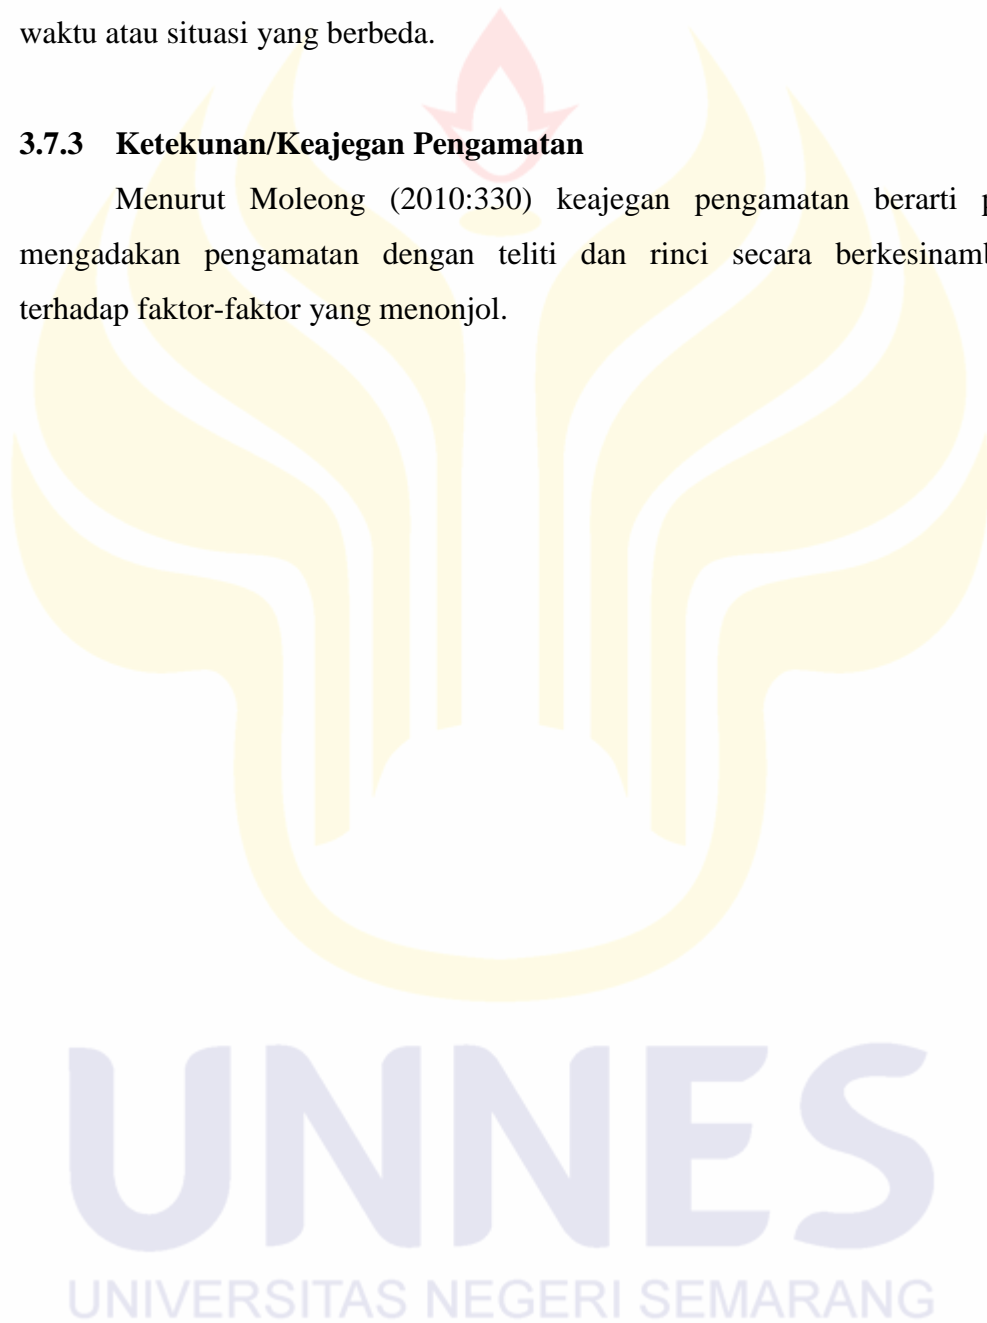 waktu atau situasi yang berbeda.
3.7.3 Ketekunan/Keajegan Pengamatan
Menurut Moleong (2010:330) keajegan pengamatan berarti
mengadakan pengamatan dengan teliti dan rinci secara
terhadap faktor-faktor yang menonjol.
UNNES
UNIVERSITAS NEGERI SEMARANG